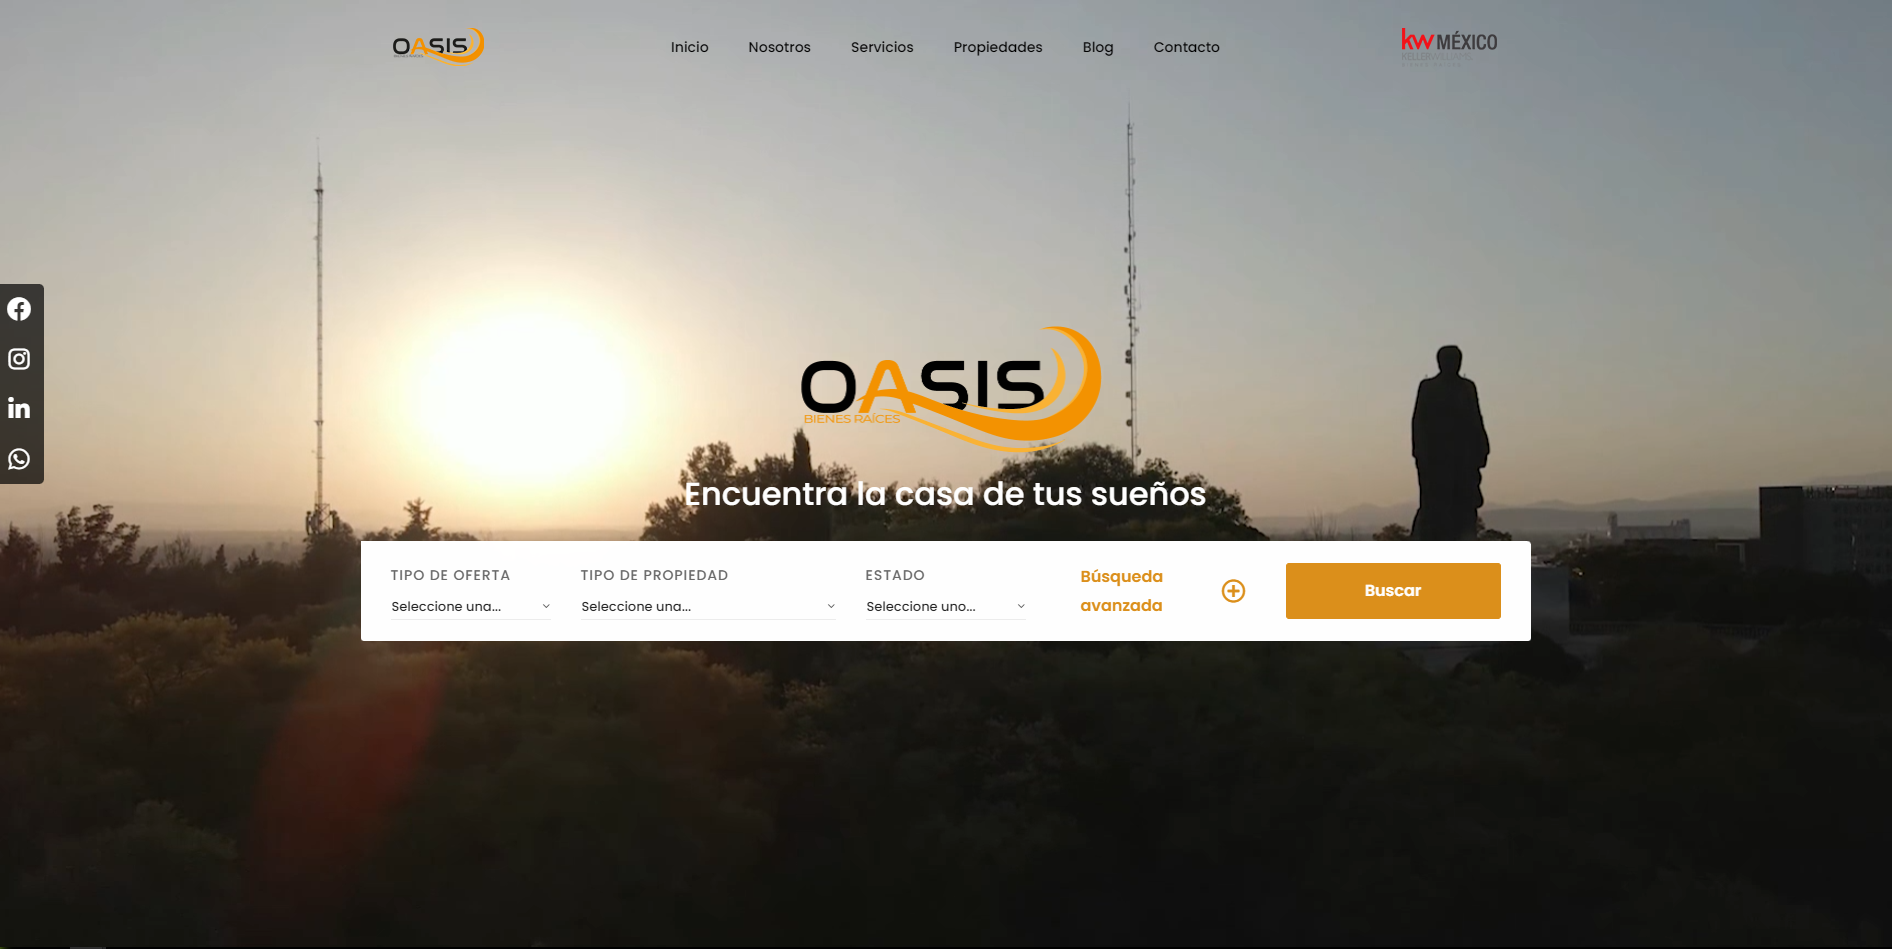 OASIS
Inicio
Nosotros
Servicios
Propiedades
Blog
Contacto
kw MÉXICO
KELLERWILLIAMS
OASIS
BIENES RAÍCES
Encuentra la casa de tus sueños
TIPO DE OFERTA
Seleccione una...
TIPO DE PROPIEDAD
Seleccione una...
ESTADO
Seleccione uno...
Búsqueda
avanzada
Buscar